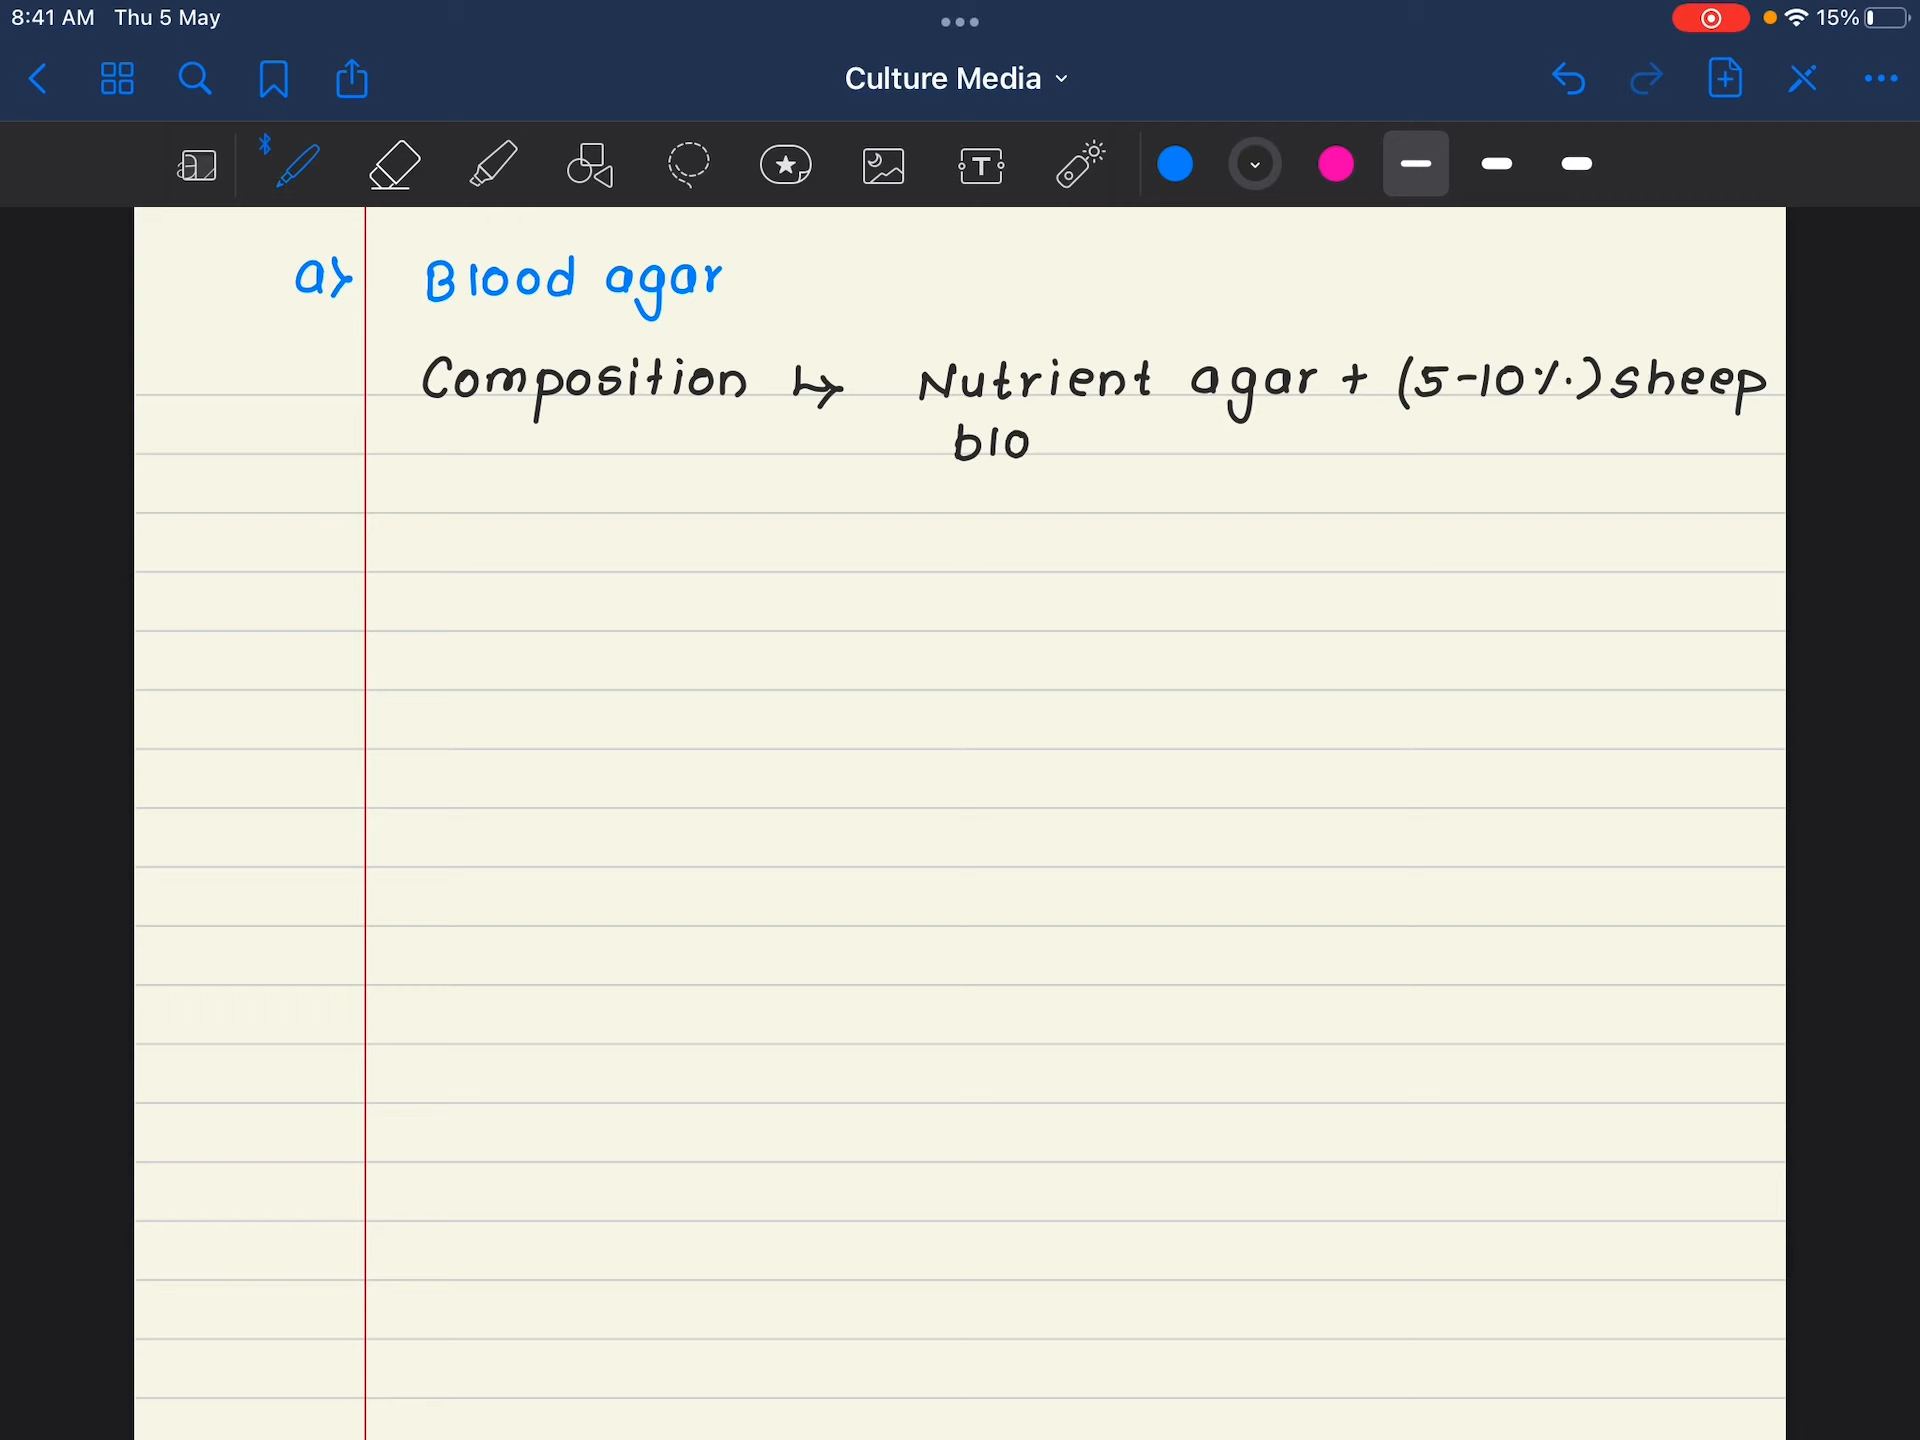 8:41 AM Thu 5 May
15%
Culture Media
T
a) Blood agar
Composition ↳ Nutrient agar + (5-10%) sheep
blo